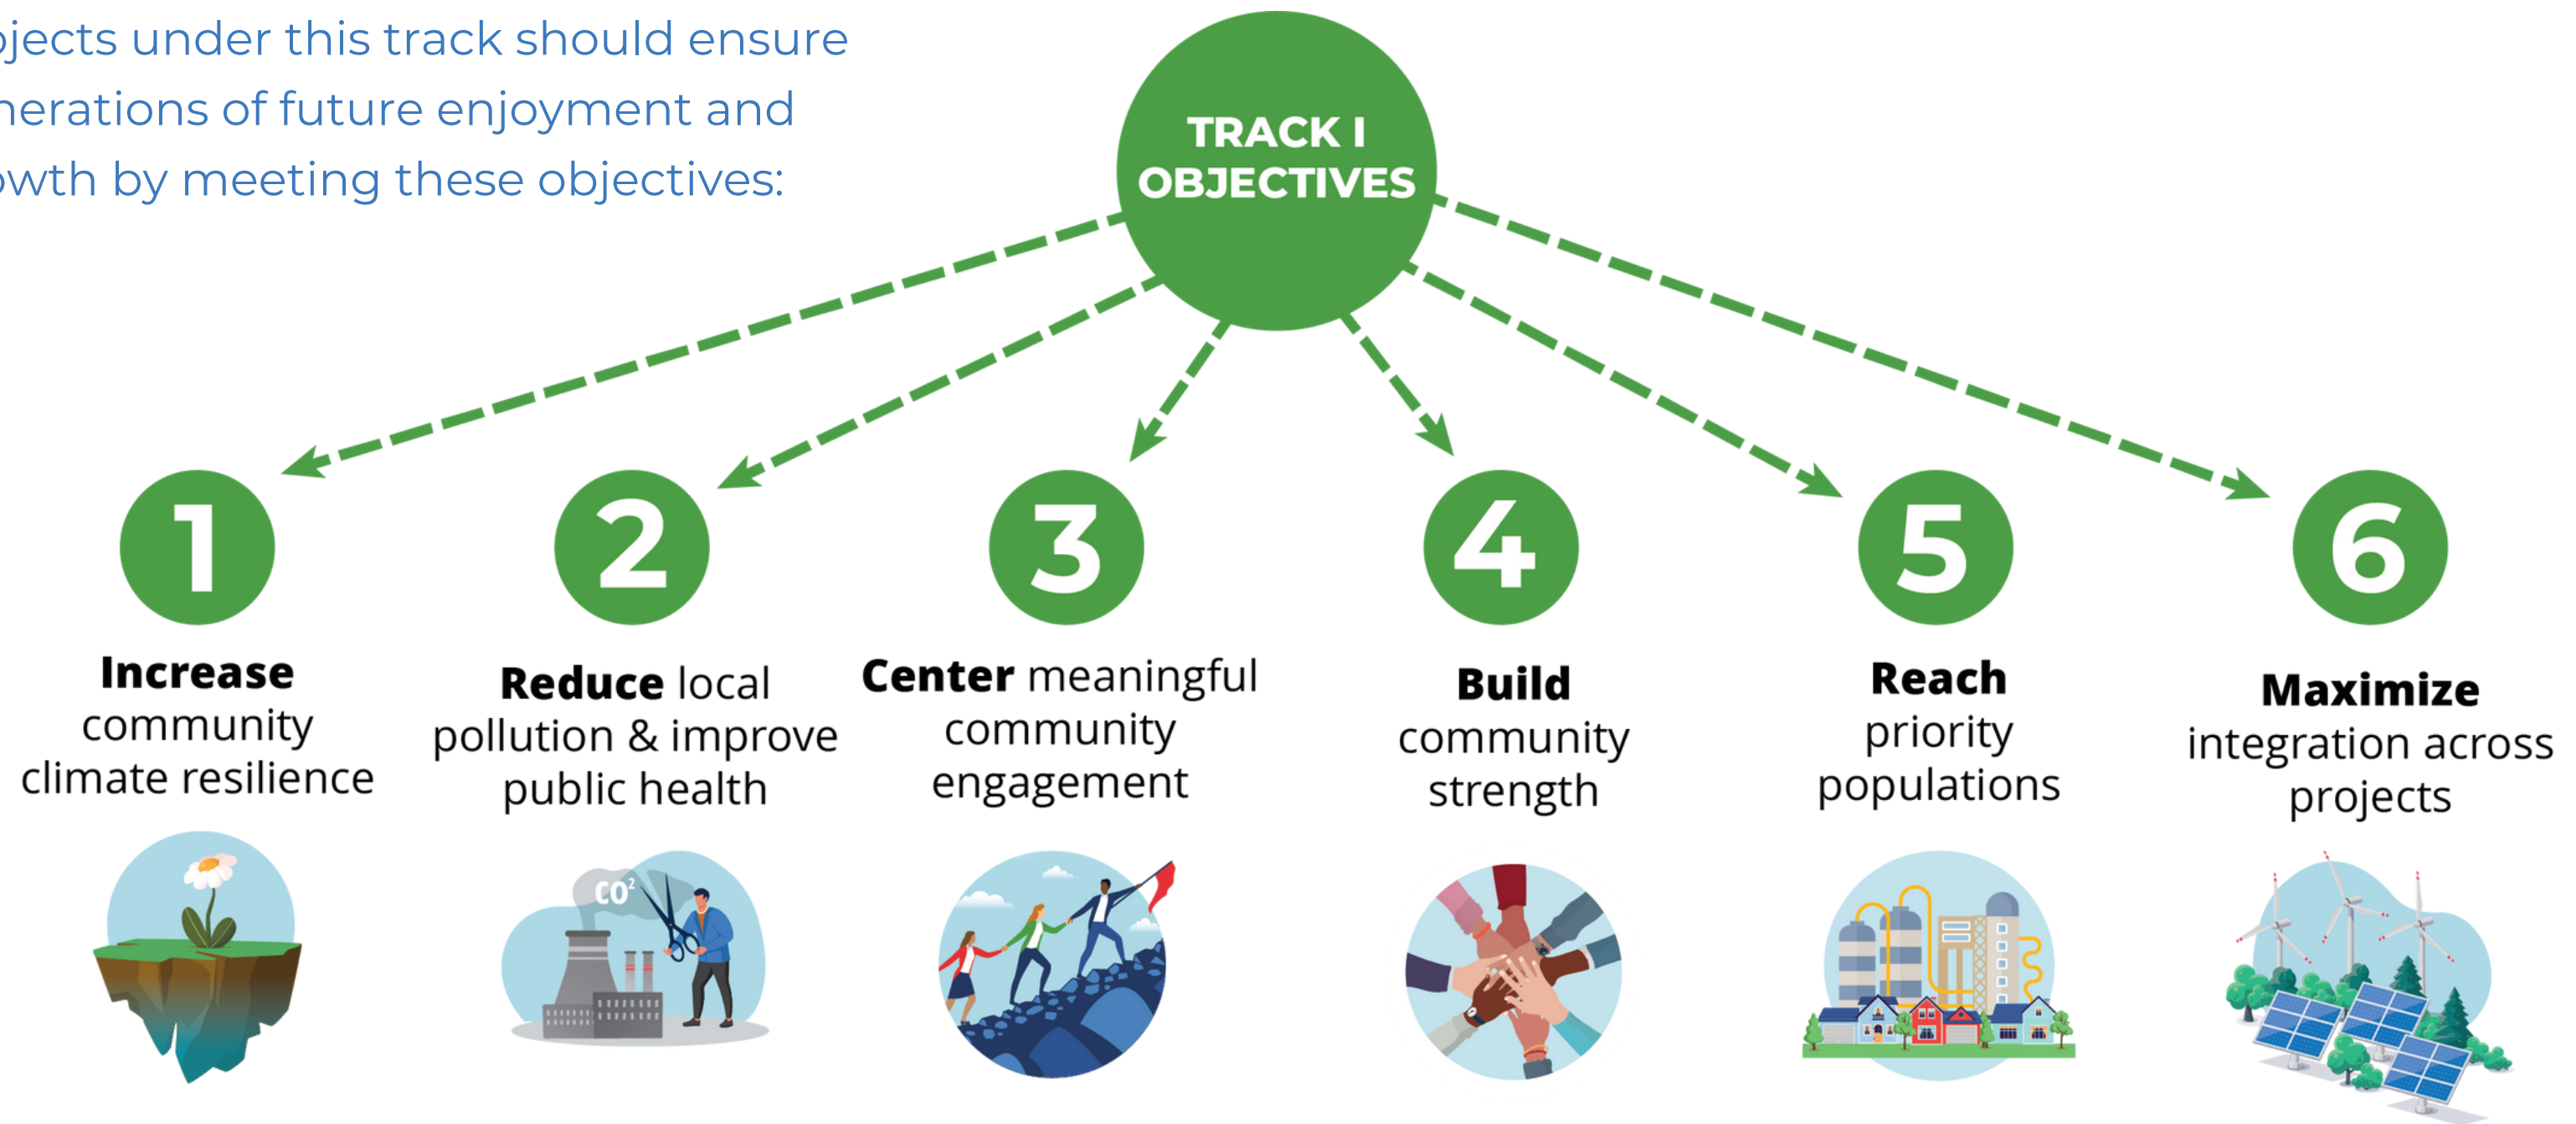 jects under this track should ensure
nerations of future enjoyment and
owth by meeting these objectives:
TRACK I
OBJECTIVES
1
Increase
community
climate resilience
2
Reduce local
pollution & improve
public health
CO²
3
Center meaningful
community
engagement
4
Build
community
strength
5
Reach
priority
populations
6
Maximize
integration across
projects